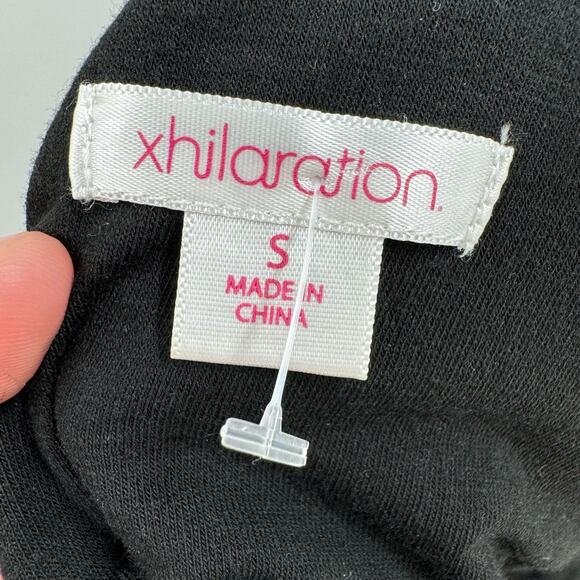 xhilaration.
S
MADE IN
CHINA